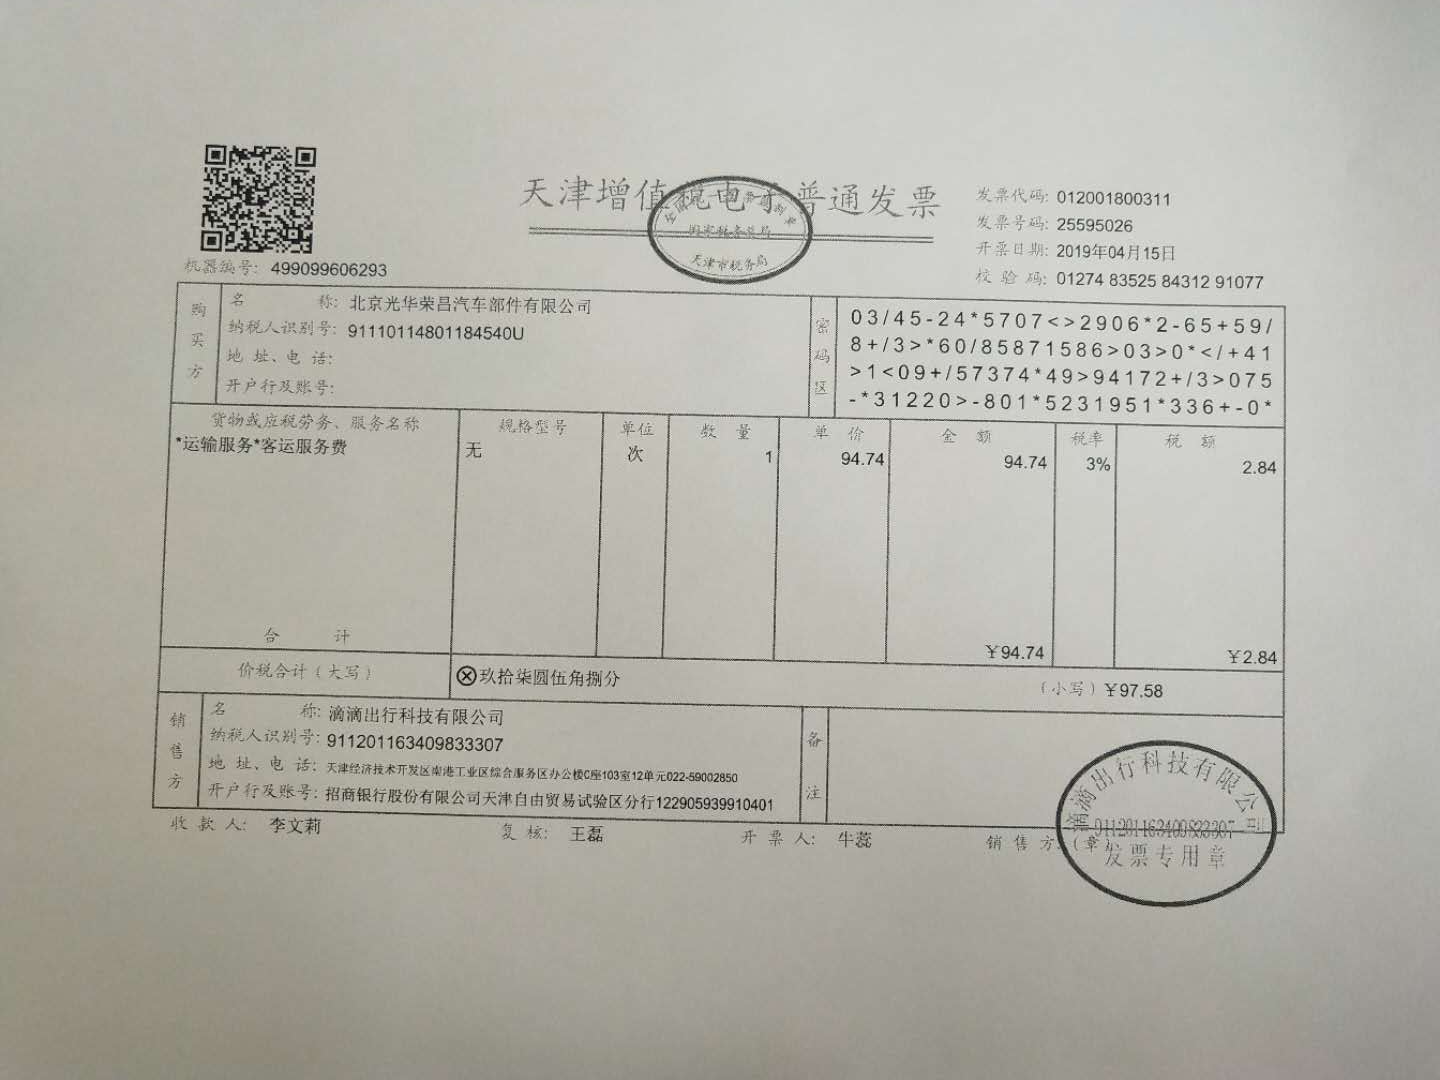 天津增值税电子普通发票
国家税务总局
天津市税务局
发票代码: 012001800311
发票号码: 25595026
开票日期: 2019年04月15日
校 验 码: 01274 83525 84312 91077
机器编号: 499099606293
购买方
名 称: 北京光华荣昌汽车部件有限公司
纳税人识别号: 91110114801184540U
地 址、电 话:
开户行及账号:
密码区
03/45-24*5707<>2906*2-65+59/
8+/3>*60/85871586>03>0*</+41
>1<09+/57374*49>94172+/3>075
-*31220>-801*5231951*336+-0*
货物或应税劳务、服务名称 规格型号 单位 数 量 单 价 金 额 税率 税 额
*运输服务*客运服务费 无 次 1 94.74 94.74 3% 2.84
合 计 ￥94.74 ￥2.84
价税合计（大写） ⊗玖拾柒圆伍角捌分 （小写）￥97.58
销售方
名 称: 滴滴出行科技有限公司
纳税人识别号: 911201163409833307
地 址、电 话: 天津经济技术开发区南港工业区综合服务区办公楼C座103室12单元022-59002850
开户行及账号: 招商银行股份有限公司天津自由贸易试验区分行122905939910401
备注
收 款 人: 李文莉 复 核: 王磊 开 票 人: 牛蕊 销 售 方:（章）
滴滴出行科技有限公司
911201163409833307
发票专用章